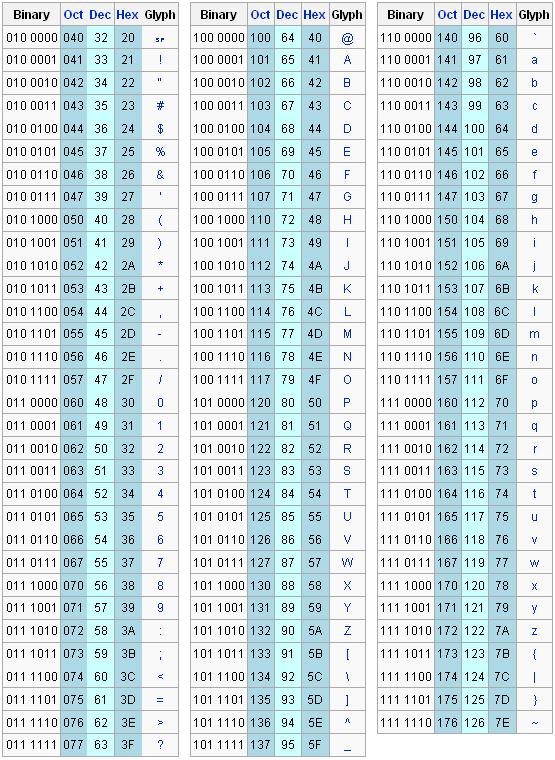 Binary Oct Dec Hex Glyph Binary Oct Dec Hex Glyph Binary Oct Dec Hex Glyph
010 0000 040 32 20 SP 100 0000 100 64 40 @ 110 0000 140 96 60 `
010 0001 041 33 21 ! 100 0001 101 65 41 A 110 0001 141 97 61 a
010 0010 042 34 22 " 100 0010 102 66 42 B 110 0010 142 98 62 b
010 0011 043 35 23 # 100 0011 103 67 43 C 110 0011 143 99 63 c
010 0100 044 36 24 $ 100 0100 104 68 44 D 110 0100 144 100 64 d
010 0101 045 37 25 % 100 0101 105 69 45 E 110 0101 145 101 65 e
010 0110 046 38 26 & 100 0110 106 70 46 F 110 0110 146 102 66 f
010 0111 047 39 27 ' 100 0111 107 71 47 G 110 0111 147 103 67 g
010 1000 050 40 28 ( 100 1000 110 72 48 H 110 1000 150 104 68 h
010 1001 051 41 29 ) 100 1001 111 73 49 I 110 1001 151 105 69 i
010 1010 052 42 2A * 100 1010 112 74 4A J 110 1010 152 106 6A j
010 1011 053 43 2B + 100 1011 113 75 4B K 110 1011 153 107 6B k
010 1100 054 44 2C , 100 1100 114 76 4C L 110 1100 154 108 6C l
010 1101 055 45 2D - 100 1101 115 77 4D M 110 1101 155 109 6D m
010 1110 056 46 2E . 100 1110 116 78 4E N 110 1110 156 110 6E n
010 1111 057 47 2F / 100 1111 117 79 4F O 110 1111 157 111 6F o
011 0000 060 48 30 0 101 0000 120 80 50 P 111 0000 160 112 70 p
011 0001 061 49 31 1 101 0001 121 81 51 Q 111 0001 161 113 71 q
011 0010 062 50 32 2 101 0010 122 82 52 R 111 0010 162 114 72 r
011 0011 063 51 33 3 101 0011 123 83 53 S 111 0011 163 115 73 s
011 0100 064 52 34 4 101 0100 124 84 54 T 111 0100 164 116 74 t
011 0101 065 53 35 5 101 0101 125 85 55 U 111 0101 165 117 75 u
011 0110 066 54 36 6 101 0110 126 86 56 V 111 0110 166 118 76 v
011 0111 067 55 37 7 101 0111 127 87 57 W 111 0111 167 119 77 w
011 1000 070 56 38 8 101 1000 130 88 58 X 111 1000 170 120 78 x
011 1001 071 57 39 9 101 1001 131 89 59 Y 111 1001 171 121 79 y
011 1010 072 58 3A : 101 1010 132 90 5A Z 111 1010 172 122 7A z
011 1011 073 59 3B ; 101 1011 133 91 5B [ 111 1011 173 123 7B {
011 1100 074 60 3C < 101 1100 134 92 5C \ 111 1100 174 124 7C |
011 1101 075 61 3D = 101 1101 135 93 5D ] 111 1101 175 125 7D }
011 1110 076 62 3E > 101 1110 136 94 5E ^ 111 1110 176 126 7E ~
011 1111 077 63 3F ? 101 1111 137 95 5F _